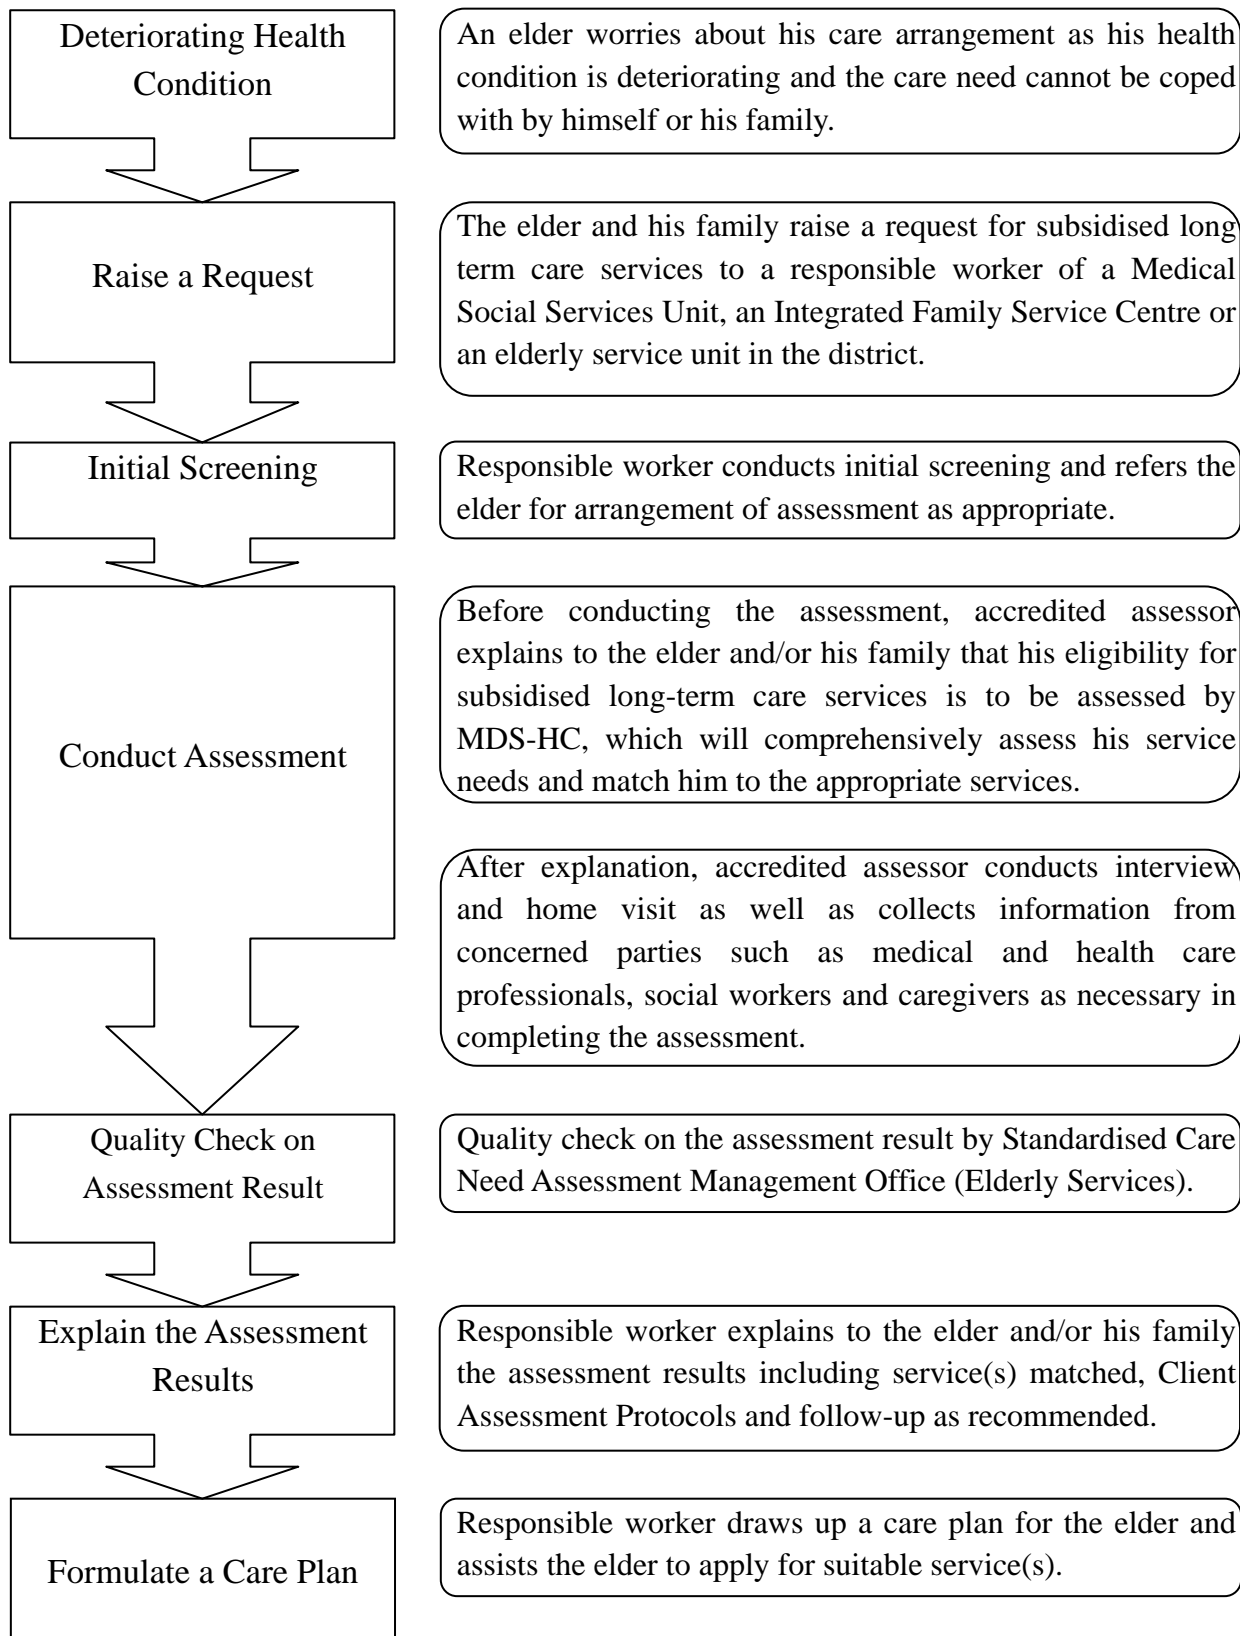 Deteriorating Health
Condition
An elder worries about his care arrangement as his health
condition is deteriorating and the care need cannot be coped
with by himself or his family.
Raise a Request
The elder and his family raise a request for subsidised long
term care services to a responsible worker of a Medical
Social Services Unit, an Integrated Family Service Centre or
an elderly service unit in the district.
Initial Screening
Responsible worker conducts initial screening and refers the
elder for arrangement of assessment as appropriate.
Conduct Assessment
Before conducting the assessment, accredited assessor
explains to the elder and/or his family that his eligibility for
subsidised long-term care services is to be assessed by
MDS-HC, which will comprehensively assess his service
needs and match him to the appropriate services.
After explanation, accredited assessor conducts interview
and home visit as well as collects information from
concerned parties such as medical and health care
professionals, social workers and caregivers as necessary in
completing the assessment.
Quality Check on
Assessment Result
Quality check on the assessment result by Standardised Care
Need Assessment Management Office (Elderly Services).
Explain the Assessment
Results
Responsible worker explains to the elder and/or his family
the assessment results including service(s) matched, Client
Assessment Protocols and follow-up as recommended.
Formulate a Care Plan
Responsible worker draws up a care plan for the elder and
assists the elder to apply for suitable service(s).